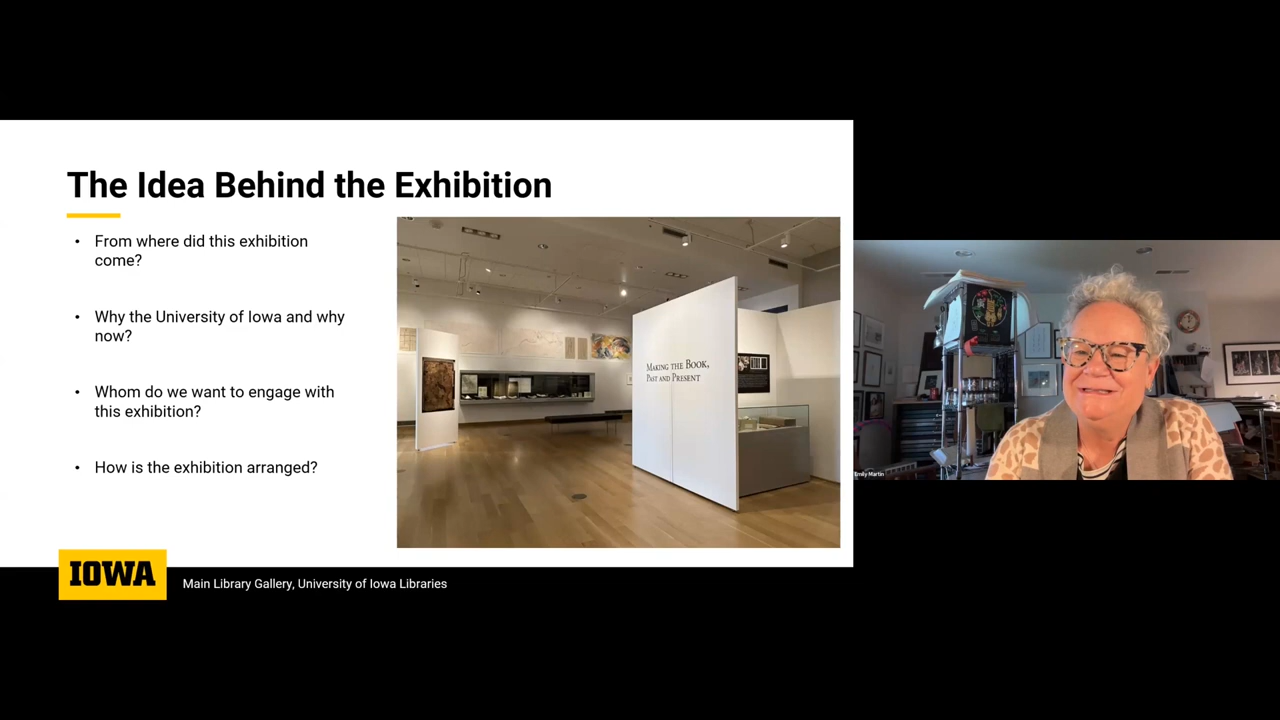 The Idea Behind the Exhibition
• From where did this exhibition
come?
• Why the University of Iowa and why
now?
• Whom do we want to engage with
this exhibition?
• How is the exhibition arranged?
MAKING THE BOOK,
PAST AND PRESENT
Emily Martin
IOWA
Main Library Gallery, University of Iowa Libraries